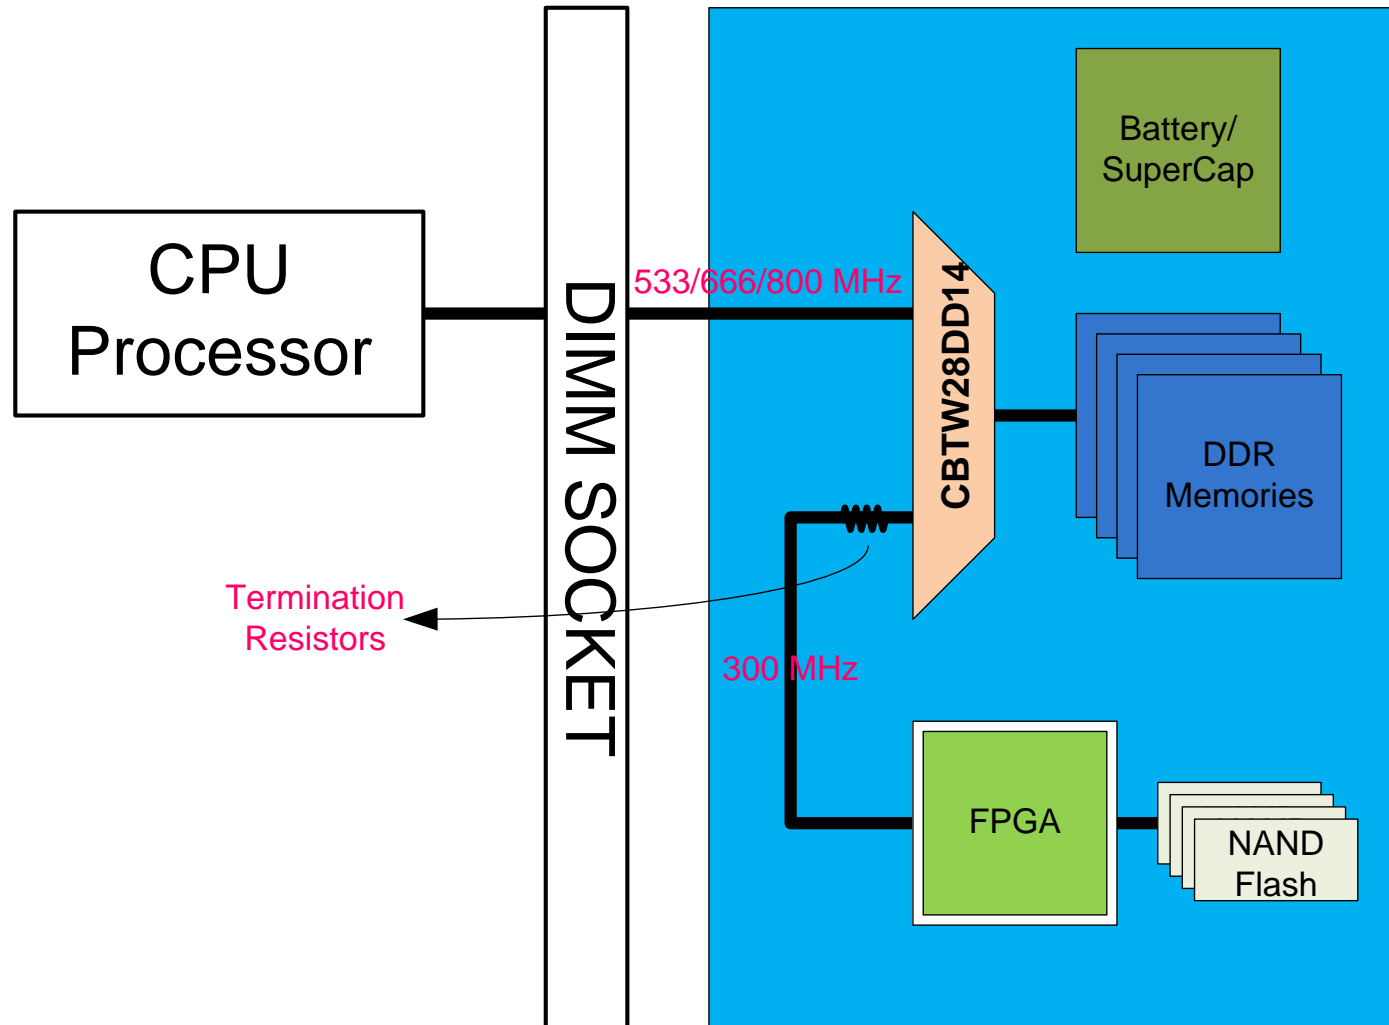 Battery/
SuperCap
CPU
Processor
DIMM SOCKET
533/666/800 MHz
CBTW28DD14
DDR
Memories
Termination
Resistors
300 MHz
FPGA
NAND
Flash